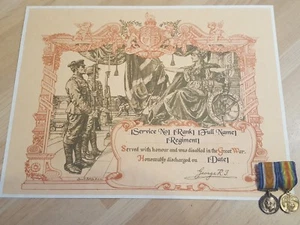 [Service No] [Rank] [Full Name]
[Regiment]
Served with honour and was disabled in the Great War.
Honourably discharged on [Date]
George R.I.